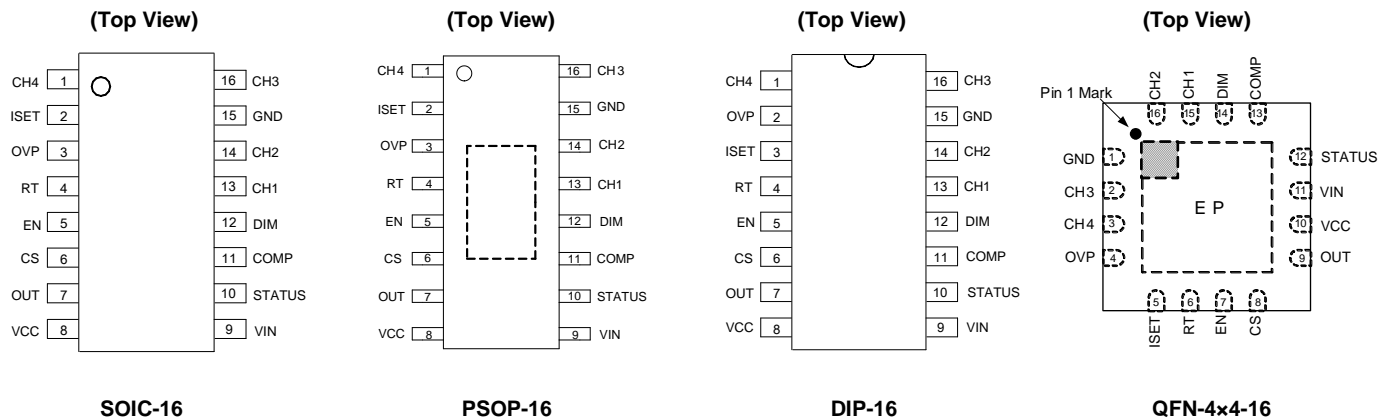 (Top View) (Top View) (Top View) (Top View)
CH4 1 16 CH3
ISET 2 15 GND
OVP 3 14 CH2
RT 4 13 CH1
EN 5 12 DIM
CS 6 11 COMP
OUT 7 10 STATUS
VCC 8 9 VIN
SOIC-16
CH4 1 16 CH3
ISET 2 15 GND
OVP 3 14 CH2
RT 4 13 CH1
EN 5 12 DIM
CS 6 11 COMP
OUT 7 10 STATUS
VCC 8 9 VIN
PSOP-16
CH4 1 16 CH3
OVP 2 15 GND
ISET 3 14 CH2
RT 4 13 CH1
EN 5 12 DIM
CS 6 11 COMP
OUT 7 10 STATUS
VCC 8 9 VIN
DIP-16
Pin 1 Mark
CH2 CH1 DIM COMP
16 15 14 13
GND 1 12 STATUS
CH3 2 11 VIN
CH4 3 10 VCC
OVP 4 9 OUT
EP
5 6 7 8
ISET RT EN CS
QFN-4×4-16